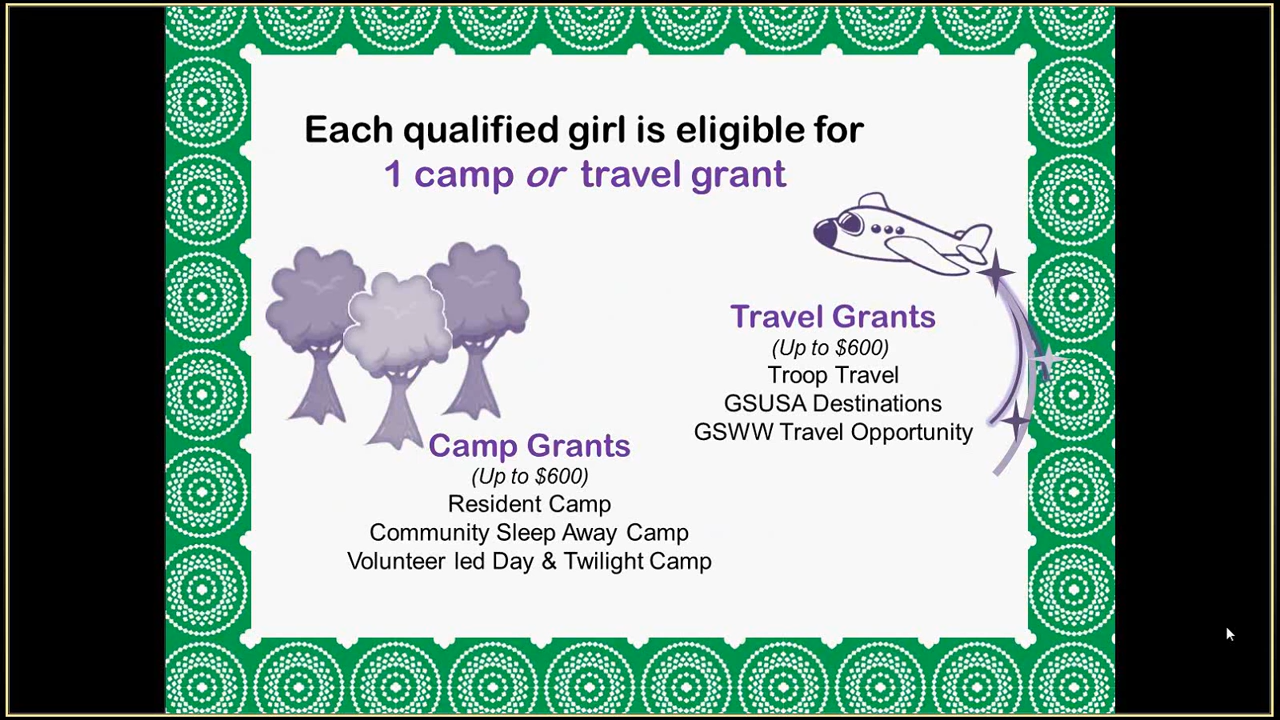 Each qualified girl is eligible for
1 camp or travel grant
Travel Grants
(Up to $600)
Troop Travel
GSUSA Destinations
GSWW Travel Opportunity
Camp Grants
(Up to $600)
Resident Camp
Community Sleep Away Camp
Volunteer led Day & Twilight Camp